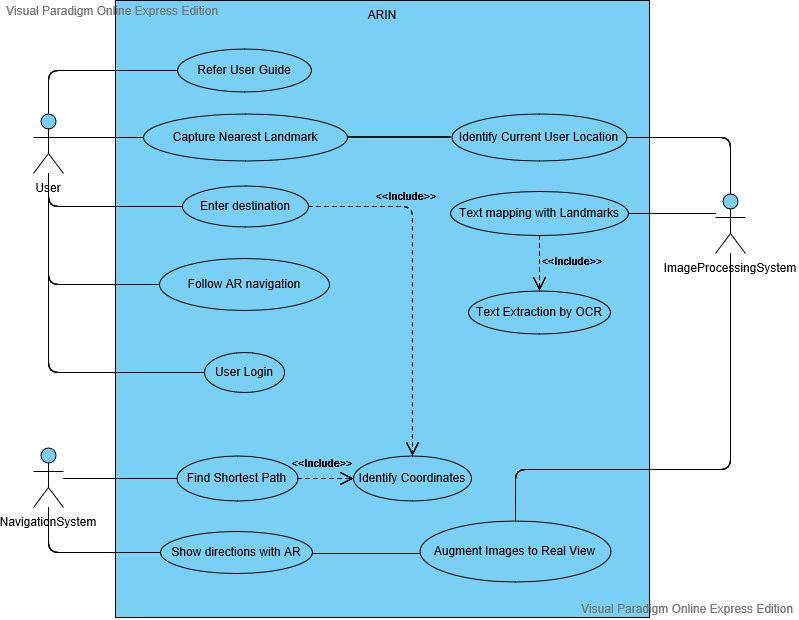 Visual Paradigm Online Express Edition
ARIN
Refer User Guide
Capture Nearest Landmark
Identify Current User Location
User
<<Include>>
Enter destination
Text mapping with Landmarks
<<Include>>
ImageProcessingSystem
Follow AR navigation
Text Extraction by OCR
User Login
<<Include>>
Find Shortest Path
Identify Coordinates
NavigationSystem
Show directions with AR
Augment Images to Real View
Visual Paradigm Online Express Edition